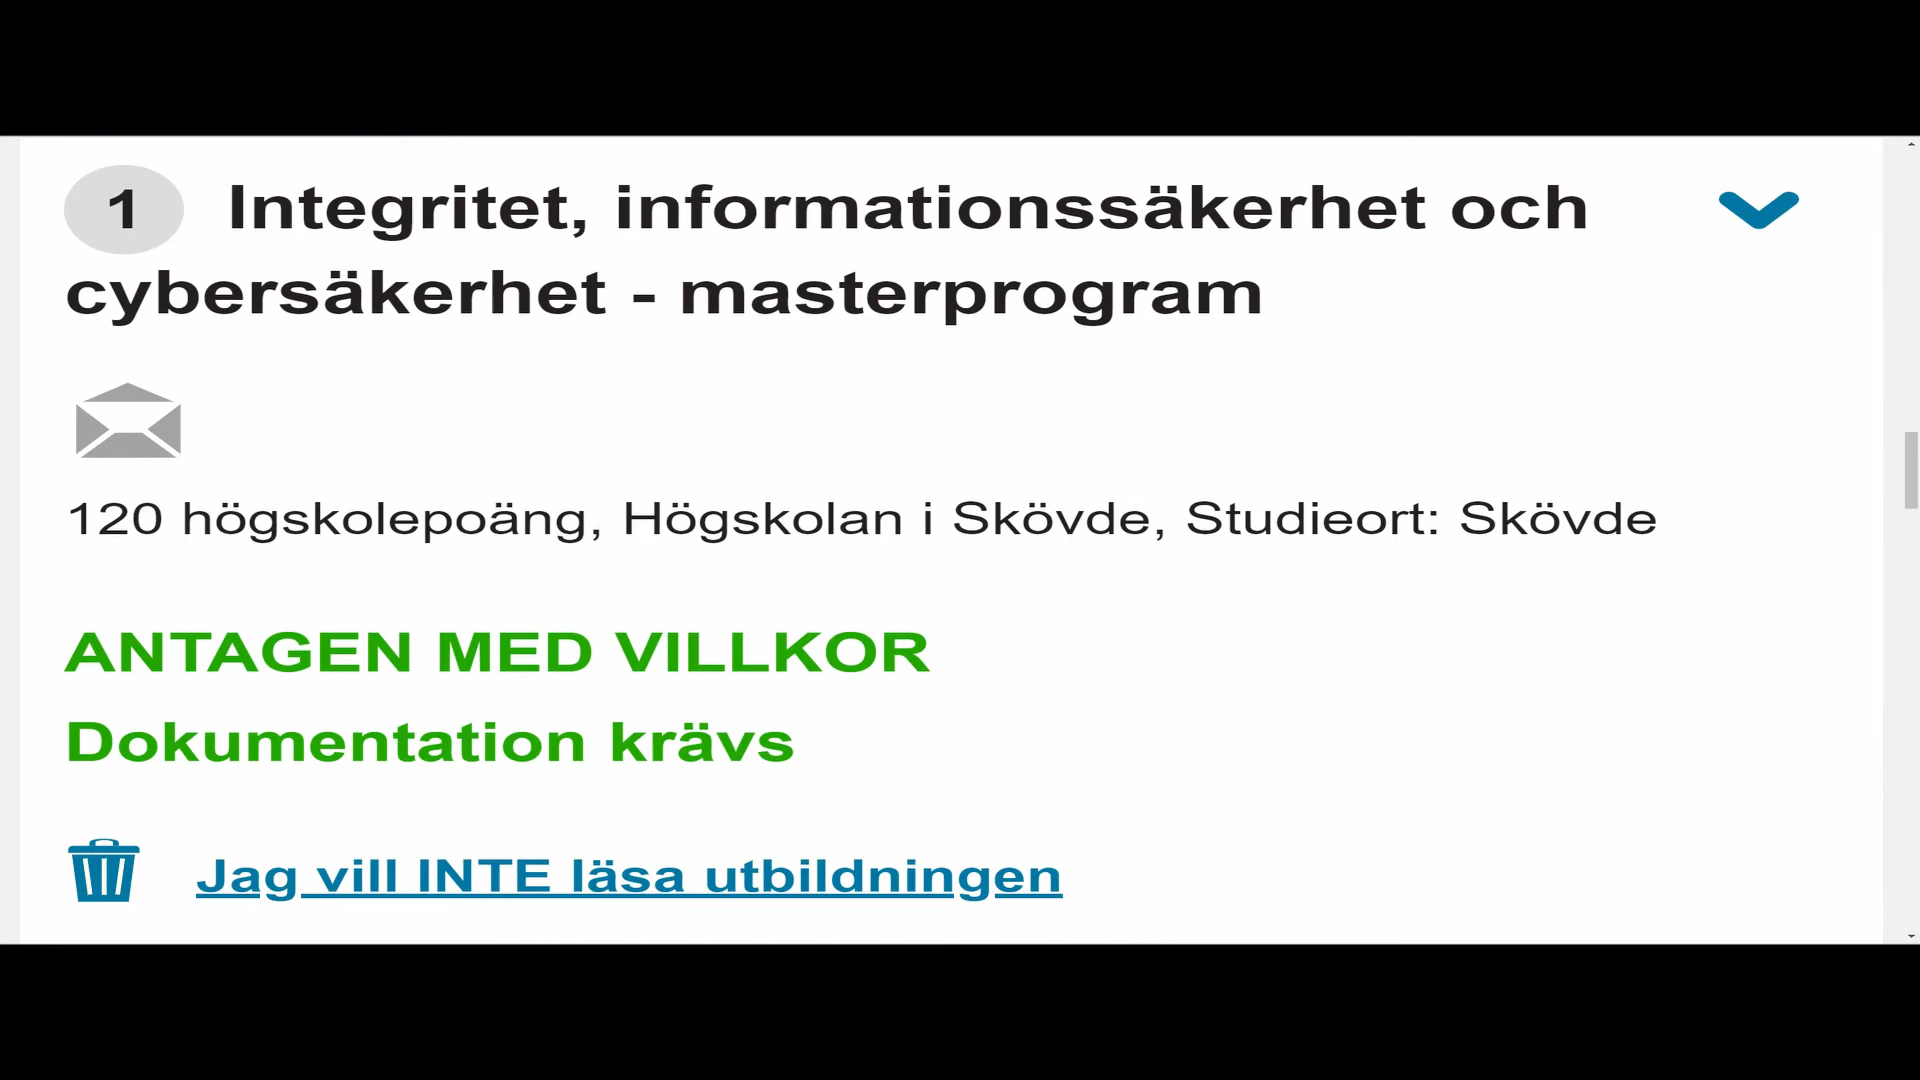 1 Integritet, informationssäkerhet och
cybersäkerhet - masterprogram
120 högskolepoäng, Högskolan i Skövde, Studieort: Skövde
ANTAGEN MED VILLKOR
Dokumentation krävs
Jag vill INTE läsa utbildningen